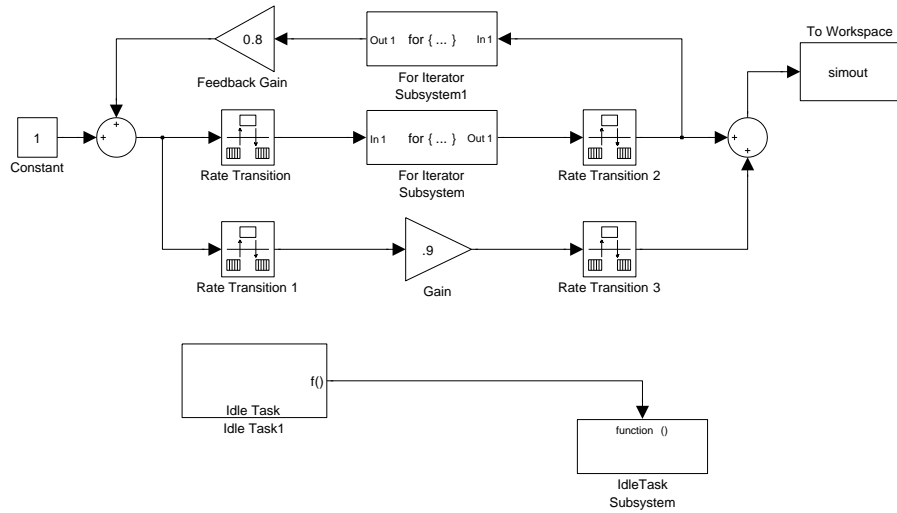 To Workspace
simout
0.8
Feedback Gain
Out 1 for { ... } In 1
For Iterator
Subsystem1
1
Constant
+
+
Rate Transition
In 1 for { ... } Out 1
For Iterator
Subsystem
Rate Transition 2
+
+
Rate Transition 1
.9
Gain
Rate Transition 3
f()
Idle Task
Idle Task1
function ()
IdleTask
Subsystem